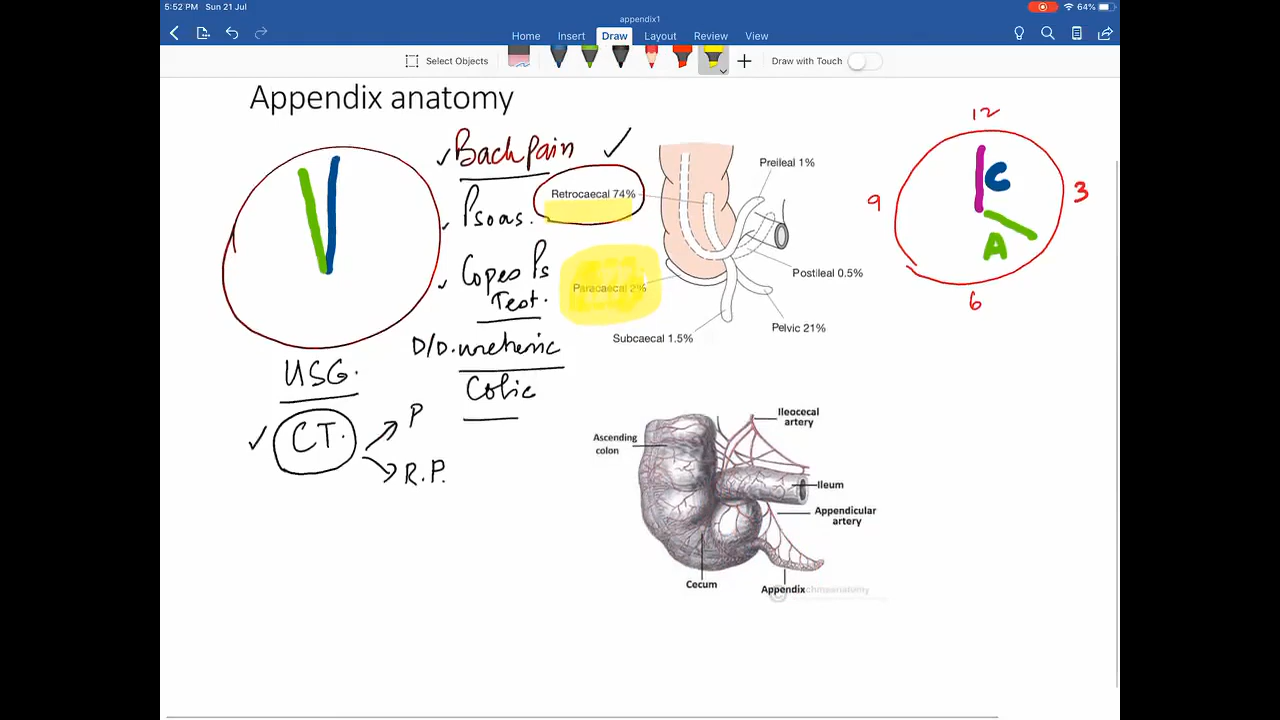 5:52 PM Sun 21 Jul
64%
appendix1
Home Insert Draw Layout Review View
Select Objects
Draw with Touch
Appendix anatomy
Back Pain
Psoas.
Copes Ps
Test.
D/D. ureteric
Colic
USG.
CT.
P
R.P.
Retrocaecal 74%
Paracaecal 2%
Subcaecal 1.5%
Preileal 1%
Postileal 0.5%
Pelvic 21%
12
9
3
6
C
A
Ascending
colon
Ileocecal
artery
Ileum
Appendicular
artery
Cecum
Appendix